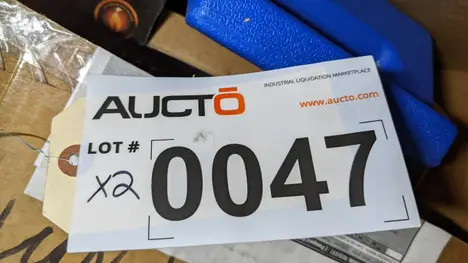 AUCTŌ
INDUSTRIAL LIQUIDATION MARKETPLACE
www.aucto.com
LOT #
X2
0047